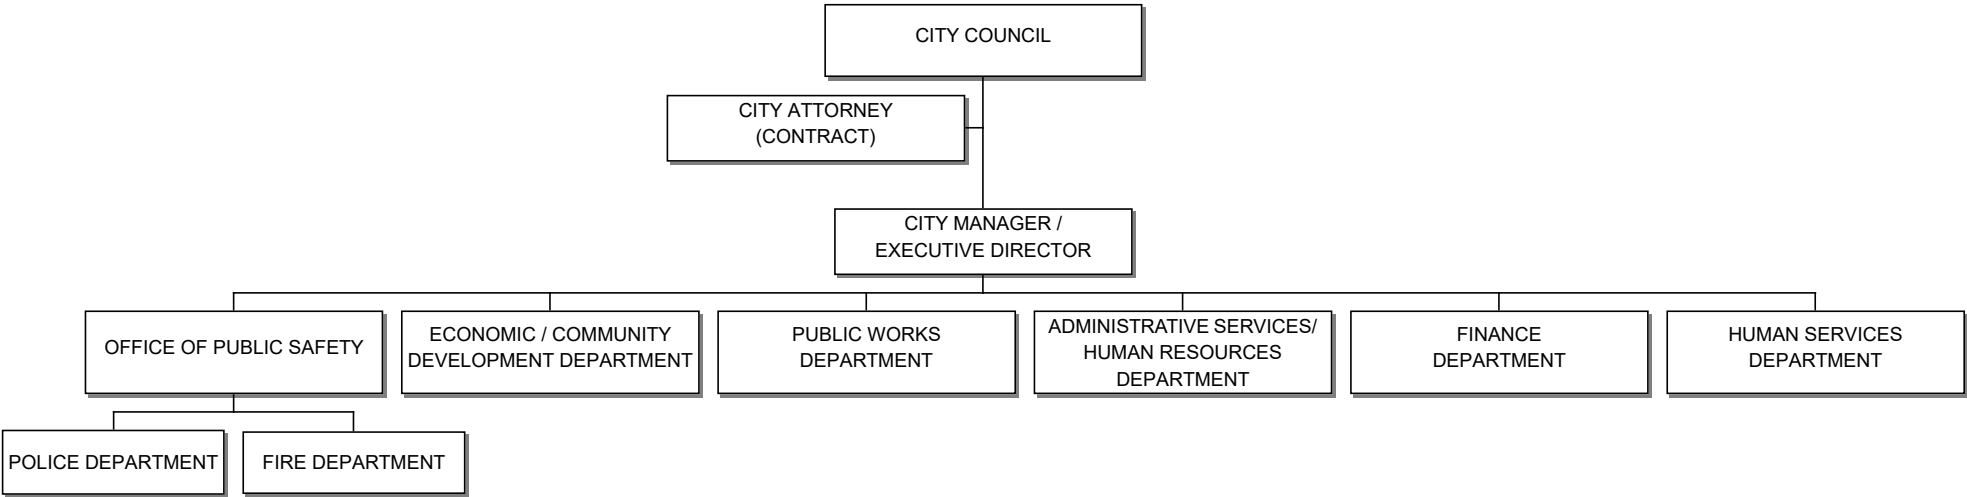 CITY COUNCIL
CITY ATTORNEY
(CONTRACT)
CITY MANAGER /
EXECUTIVE DIRECTOR
OFFICE OF PUBLIC SAFETY
ECONOMIC / COMMUNITY
DEVELOPMENT DEPARTMENT
PUBLIC WORKS
DEPARTMENT
ADMINISTRATIVE SERVICES/
HUMAN RESOURCES
DEPARTMENT
FINANCE
DEPARTMENT
HUMAN SERVICES
DEPARTMENT
POLICE DEPARTMENT
FIRE DEPARTMENT